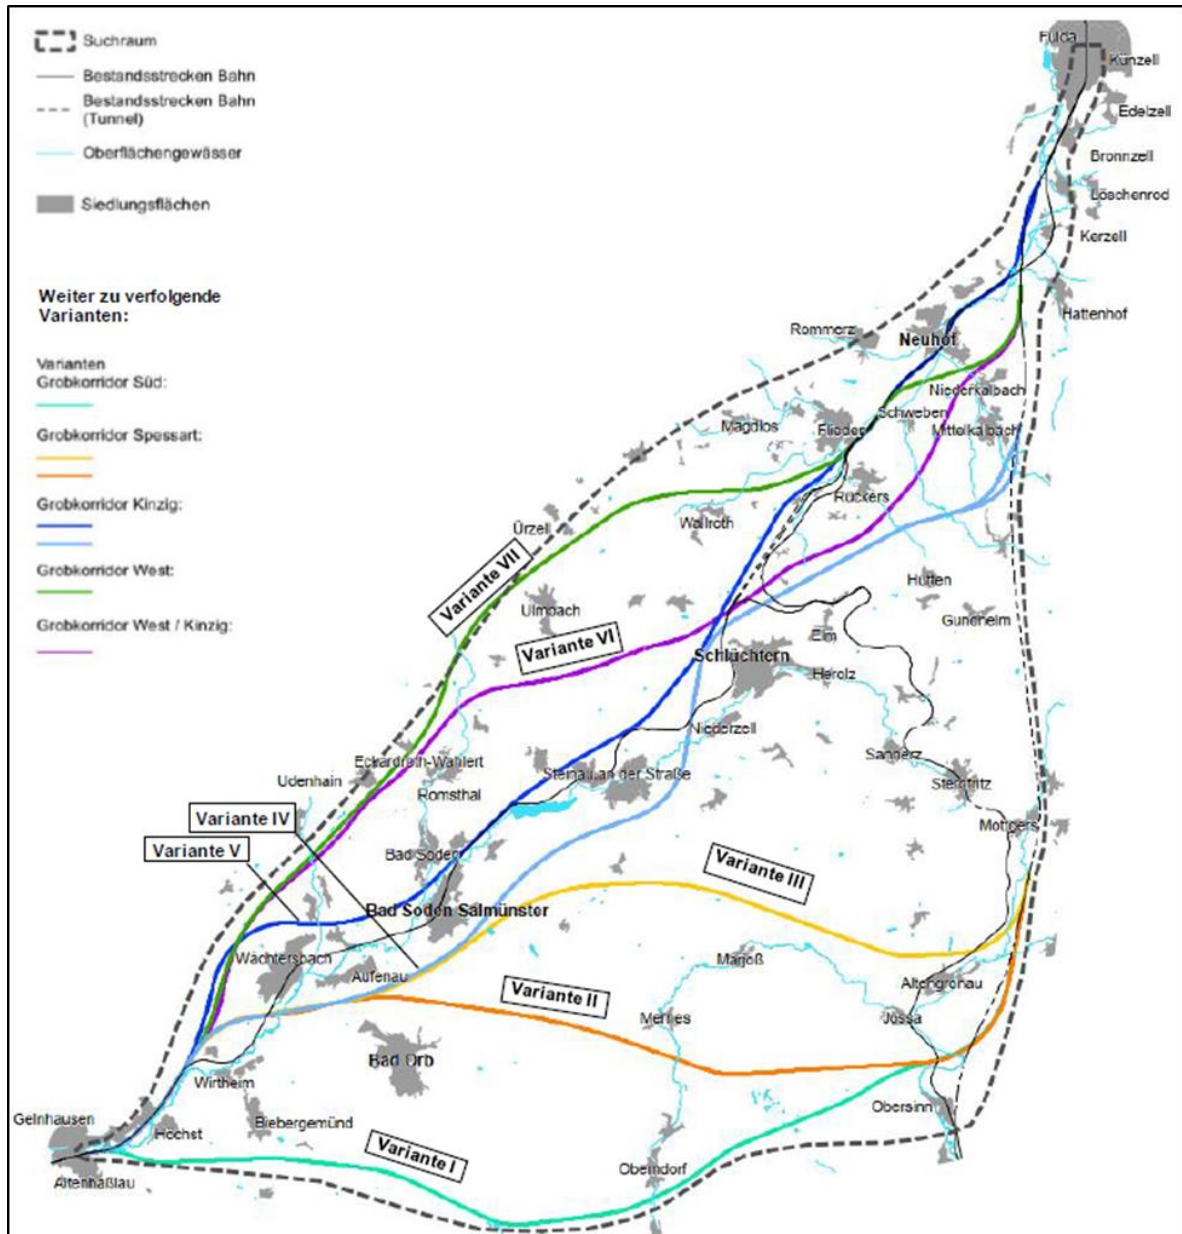 Suchraum
Bestandsstrecken Bahn
Bestandsstrecken Bahn
(Tunnel)
Oberflächengewässer
Siedlungsflächen
Weiter zu verfolgende
Varianten:
Varianten
Grobkorridor Süd:
Grobkorridor Spessart:
Grobkorridor Kinzig:
Grobkorridor West:
Grobkorridor West / Kinzig:
Fulda
Künzell
Edelzell
Bronnzell
Löschenrod
Kerzell
Hattenhof
Rommerz
Neuhof
Niederkalbach
Schweben
Magdlos
Flieden
Mittelkalbach
Rückers
Wallroth
Ürzell
Variante VII
Hutten
Ulmbach
Gundhelm
Elm
Variante VI
Schlüchtern
Herolz
Niederzell
Sannerz
Eckardroth-Wahlert
Udenhain
Steinau an der Straße
Sterbfritz
Romsthal
Variante IV
Mottgers
Variante V
Bad Soden
Variante III
Bad Soden Salmünster
Wächtersbach
Marjoß
Aufenau
Altengronau
Variante II
Mernes
Jossa
Bad Orb
Wirtheim
Obersinn
Gelnhausen
Biebergemünd
Höchst
Variante I
Oberndorf
Altenhaßlau